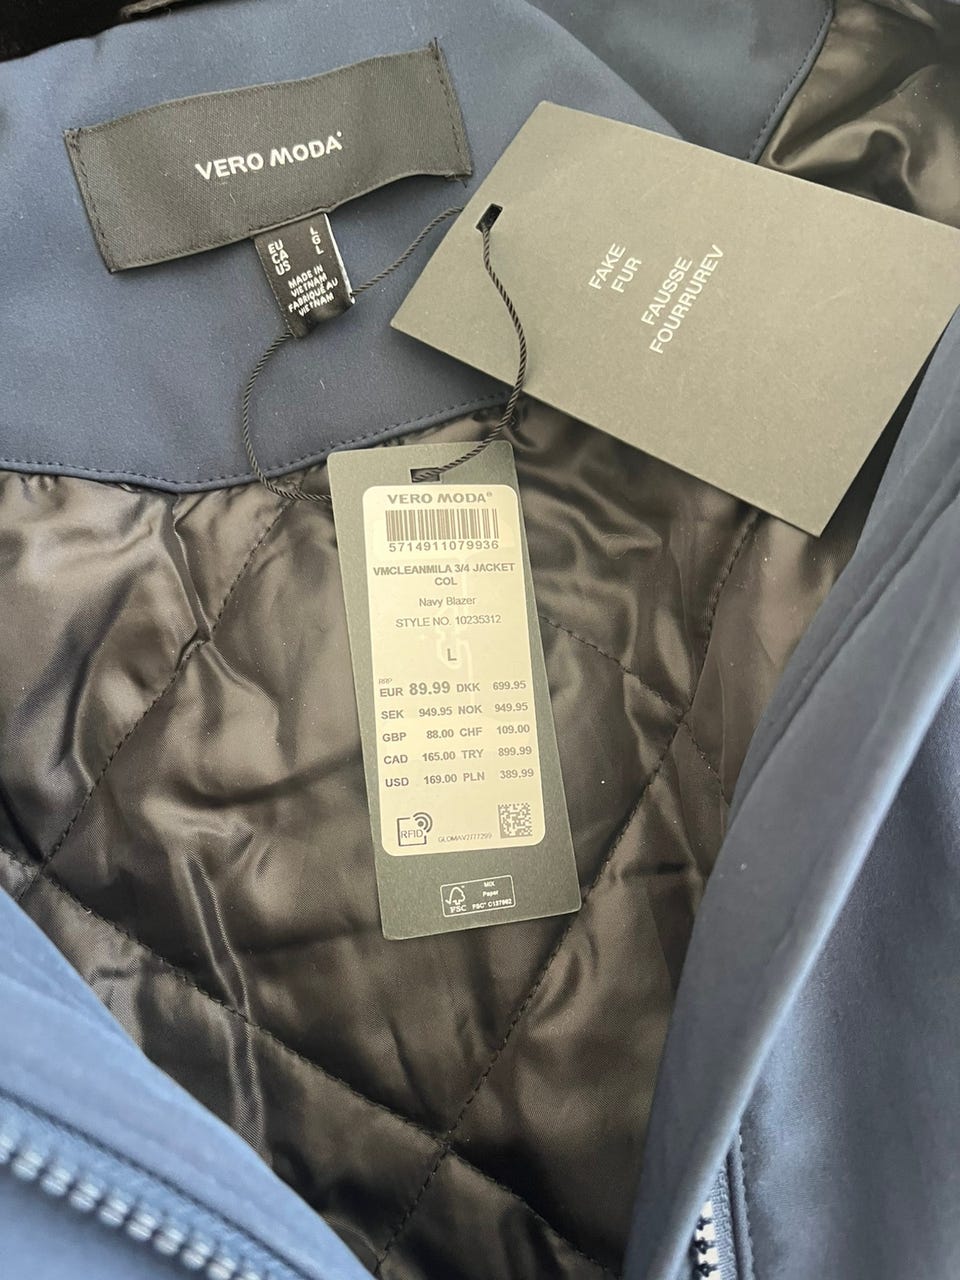 VERO MODA
EU L
CA G
US L
MADE IN
VIETNAM
FABRIQUÉ AU
VIETNAM
FAKE
FUR
FAUSSE
FOURRUREV
VERO MODA®
5714911079936
VMCLEANMILA 3/4 JACKET
COL
Navy Blazer
STYLE NO. 10235312
L
RRP
EUR 89.99 DKK 699.95
SEK 949.95 NOK 949.95
GBP 88.00 CHF 109.00
CAD 165.00 TRY 899.99
USD 169.00 PLN 389.99
RFID
GLOMAV2777299
FSC
MIX
Paper
FSC® C137982